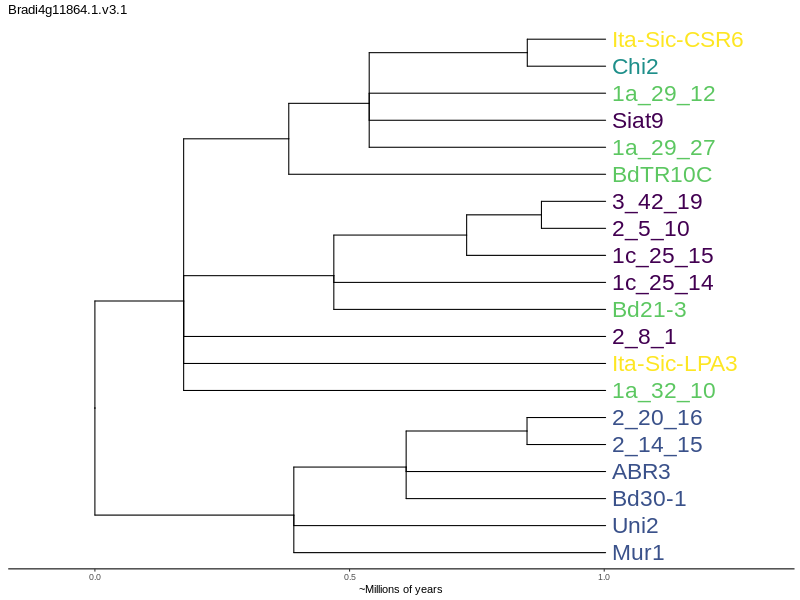 Bradi4g11864.1.v3.1
Ita-Sic-CSR6
Chi2
1a_29_12
Siat9
1a_29_27
BdTR10C
3_42_19
2_5_10
1c_25_15
1c_25_14
Bd21-3
2_8_1
Ita-Sic-LPA3
1a_32_10
2_20_16
2_14_15
ABR3
Bd30-1
Uni2
Mur1
0.0 0.5 1.0
~Millions of years